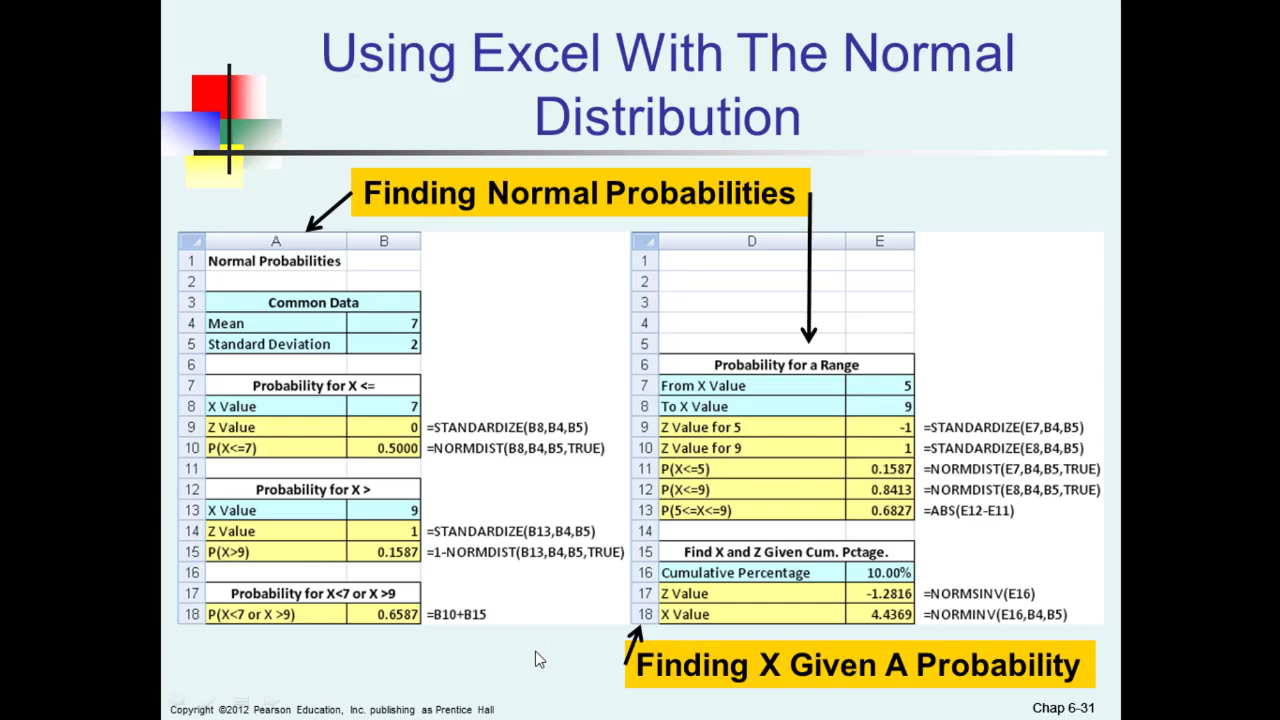 Using Excel With The Normal
Distribution
Finding Normal Probabilities
A B
1 Normal Probabilities
2
3 Common Data
4 Mean 7
5 Standard Deviation 2
6
7 Probability for X <=
8 X Value 7
9 Z Value 0 =STANDARDIZE(B8,B4,B5)
10 P(X<=7) 0.5000 =NORMDIST(B8,B4,B5,TRUE)
11
12 Probability for X >
13 X Value 9
14 Z Value 1 =STANDARDIZE(B13,B4,B5)
15 P(X>9) 0.1587 =1-NORMDIST(B13,B4,B5,TRUE)
16
17 Probability for X<7 or X >9
18 P(X<7 or X >9) 0.6587 =B10+B15
D E
1
2
3
4
5
6 Probability for a Range
7 From X Value 5
8 To X Value 9
9 Z Value for 5 -1 =STANDARDIZE(E7,B4,B5)
10 Z Value for 9 1 =STANDARDIZE(E8,B4,B5)
11 P(X<=5) 0.1587 =NORMDIST(E7,B4,B5,TRUE)
12 P(X<=9) 0.8413 =NORMDIST(E8,B4,B5,TRUE)
13 P(5<=X<=9) 0.6827 =ABS(E12-E11)
14
15 Find X and Z Given Cum. Pctage.
16 Cumulative Percentage 10.00%
17 Z Value -1.2816 =NORMSINV(E16)
18 X Value 4.4369 =NORMINV(E16,B4,B5)
Finding X Given A Probability
Copyright ©2012 Pearson Education, Inc. publishing as Prentice Hall
Chap 6-31